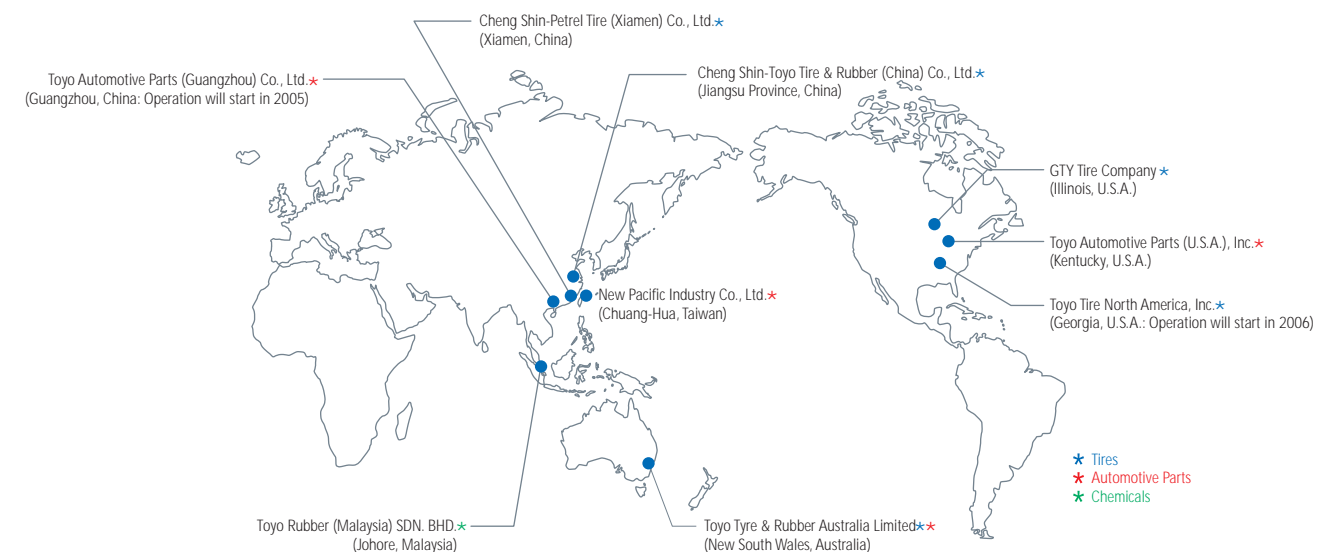 Cheng Shin-Petrel Tire (Xiamen) Co., Ltd.*
(Xiamen, China)
Toyo Automotive Parts (Guangzhou) Co., Ltd.*
(Guangzhou, China: Operation will start in 2005)
Cheng Shin-Toyo Tire & Rubber (China) Co., Ltd.*
(Jiangsu Province, China)
GTY Tire Company*
(Illinois, U.S.A.)
Toyo Automotive Parts (U.S.A.), Inc.*
(Kentucky, U.S.A.)
New Pacific Industry Co., Ltd.*
(Chuang-Hua, Taiwan)
Toyo Tire North America, Inc.*
(Georgia, U.S.A.: Operation will start in 2006)
* Tires
* Automotive Parts
* Chemicals
Toyo Rubber (Malaysia) SDN. BHD.*
(Johore, Malaysia)
Toyo Tyre & Rubber Australia Limited**
(New South Wales, Australia)